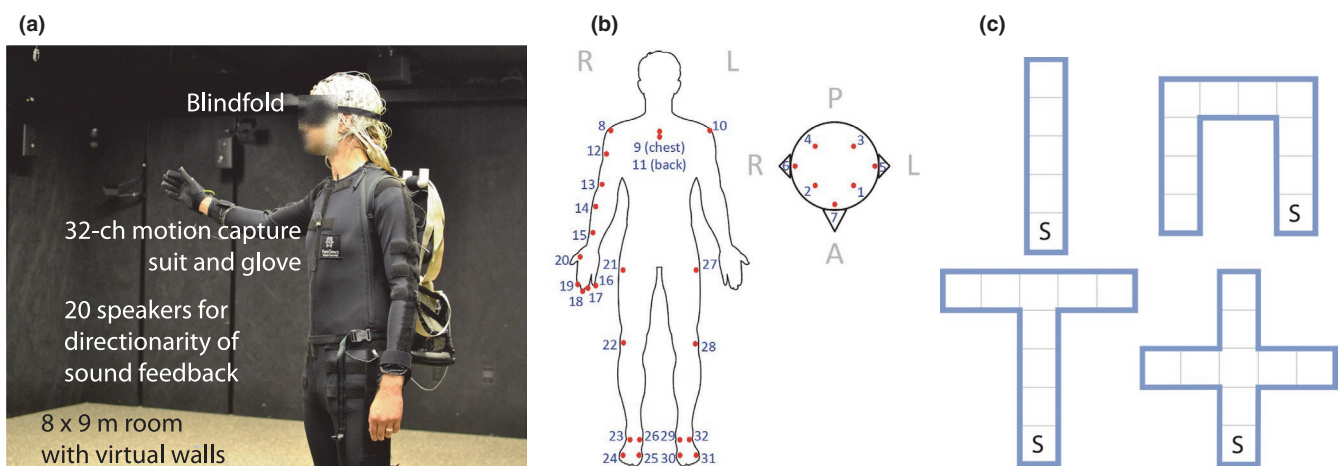 (a)
Blindfold
32-ch motion capture
suit and glove
20 speakers for
directionarity of
sound feedback
8 x 9 m room
with virtual walls
(b)
R
L
8
10
9 (chest)
11 (back)
12
13
14
15
20
21
27
19
16
18
17
22
28
23
26
29
32
24
25
30
31
P
4
3
R
6
5
L
2
1
7
A
(c)
S
S
S
S